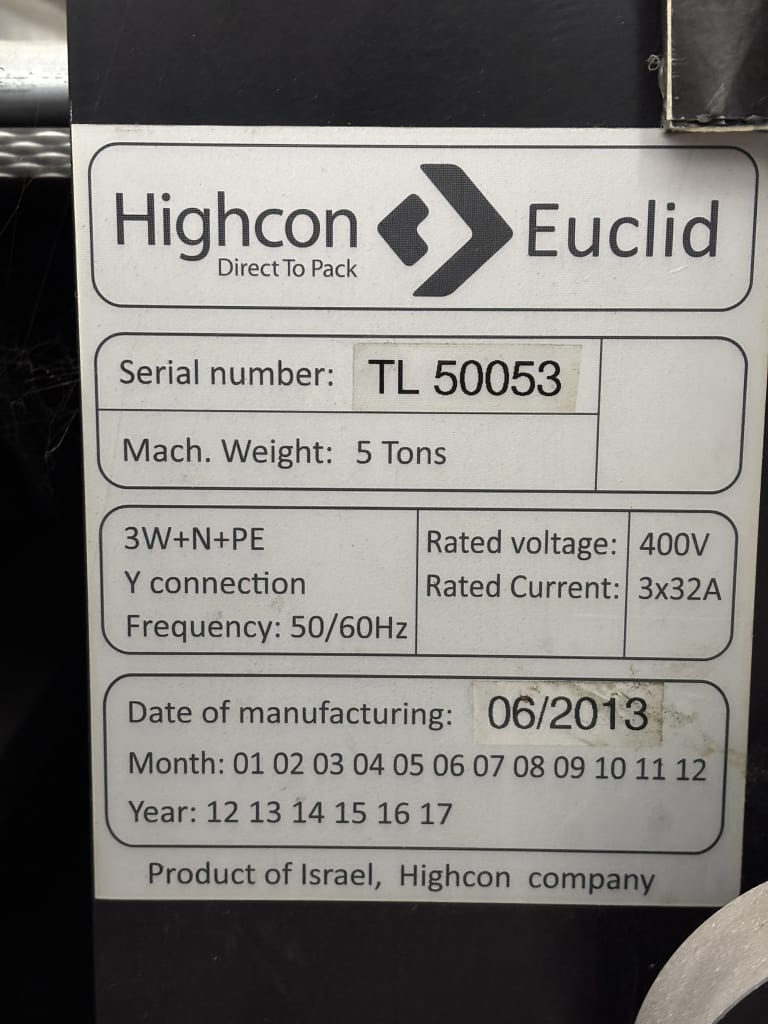 Highcon Euclid
Direct To Pack
Serial number: TL 50053
Mach. Weight: 5 Tons
3W+N+PE
Y connection
Frequency: 50/60Hz
Rated voltage: 400V
Rated Current: 3x32A
Date of manufacturing: 06/2013
Month: 01 02 03 04 05 06 07 08 09 10 11 12
Year: 12 13 14 15 16 17
Product of Israel, Highcon company